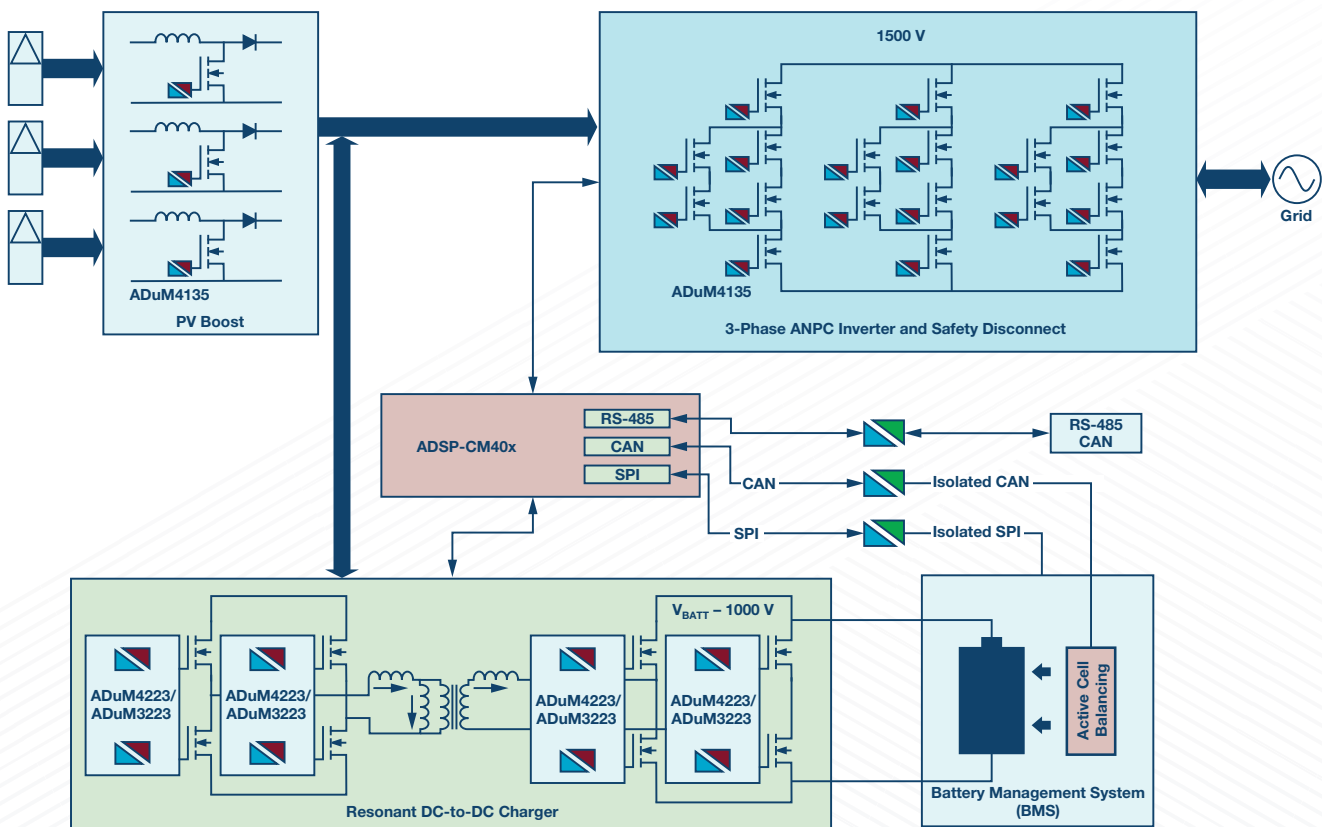 1500 V
ADuM4135
PV Boost
ADuM4135
3-Phase ANPC Inverter and Safety Disconnect
Grid
ADSP-CM40x
RS-485
CAN
SPI
RS-485
CAN
CAN
Isolated CAN
SPI
Isolated SPI
VBATT – 1000 V
ADuM4223/
ADuM3223
ADuM4223/
ADuM3223
ADuM4223/
ADuM3223
ADuM4223/
ADuM3223
Resonant DC-to-DC Charger
Active Cell
Balancing
Battery Management System
(BMS)